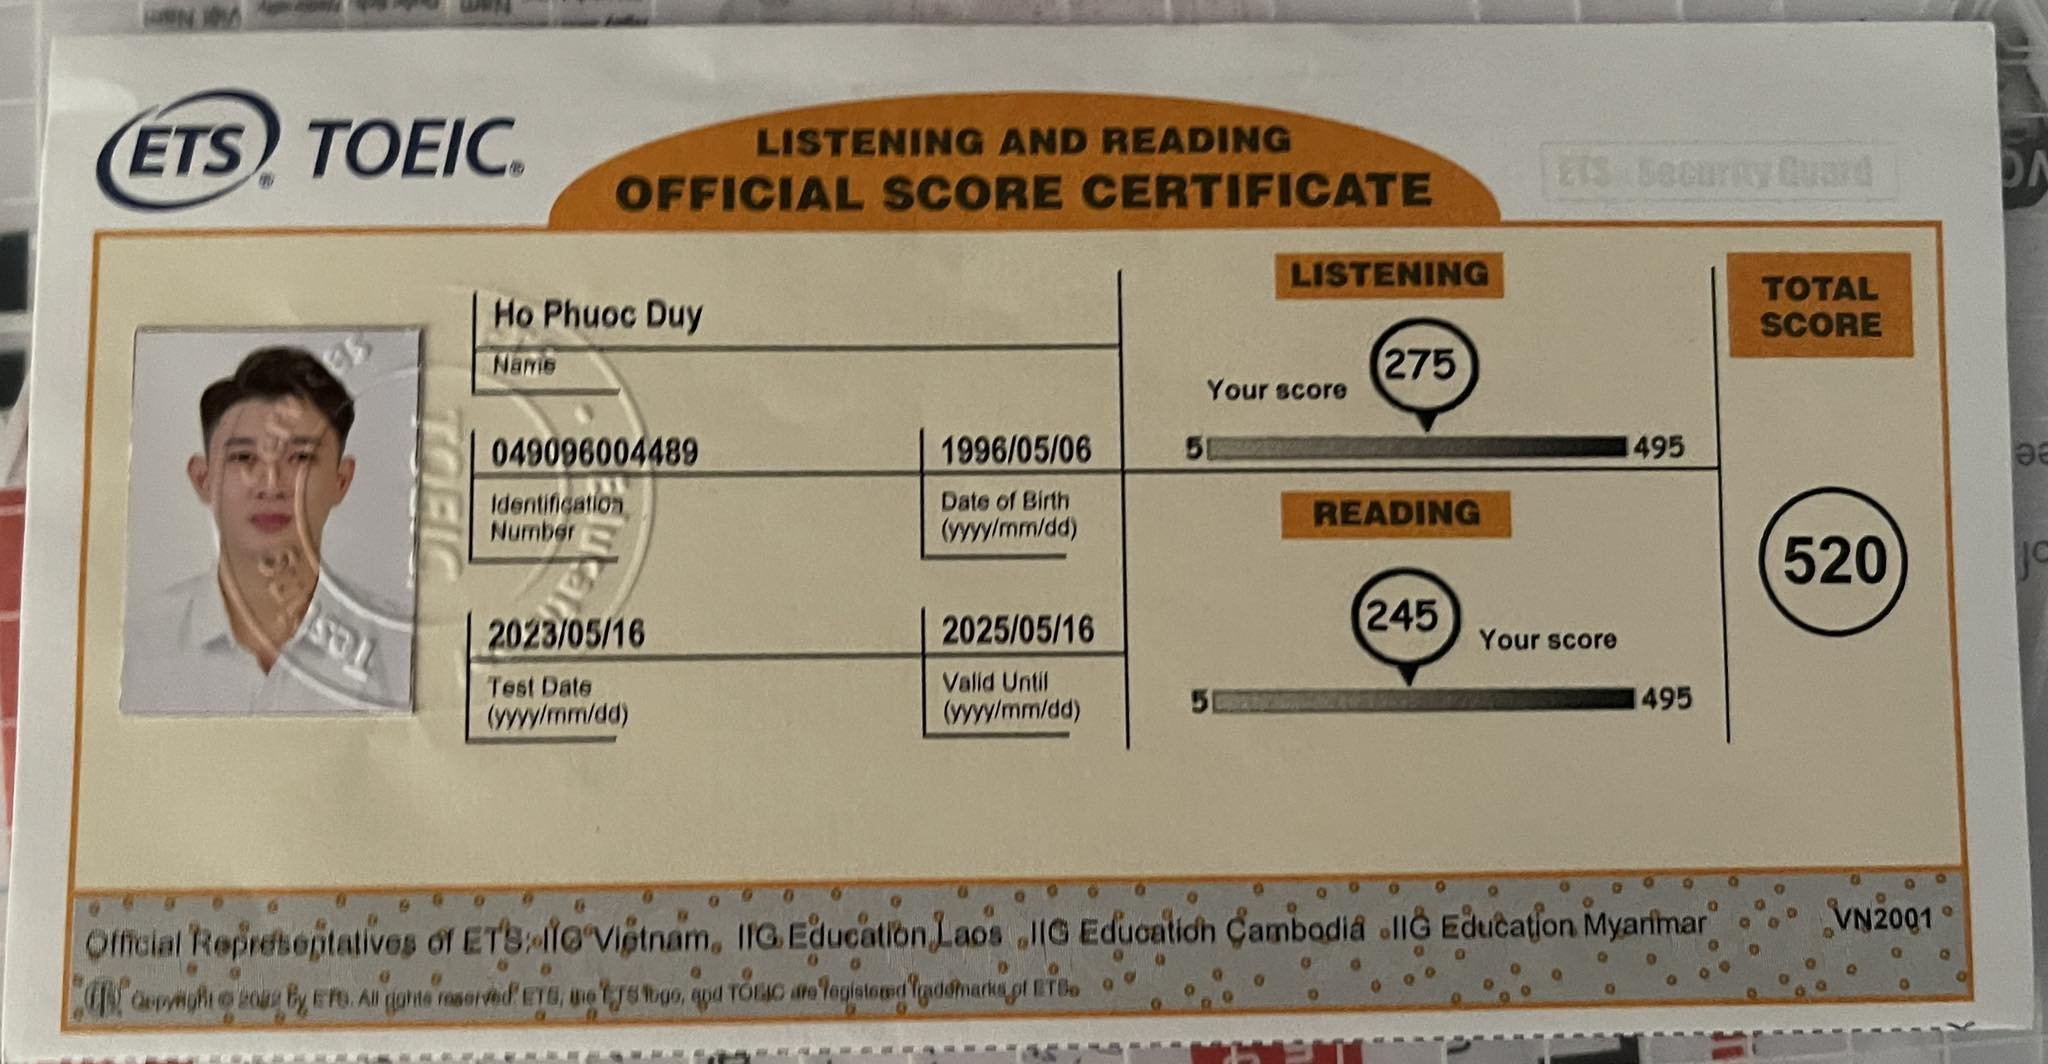 ETS® TOEIC®
LISTENING AND READING
OFFICIAL SCORE CERTIFICATE
ETS Security Guard
Ho Phuoc Duy
Name
049096004489
Identification
Number
1996/05/06
Date of Birth
(yyyy/mm/dd)
2023/05/16
Test Date
(yyyy/mm/dd)
2025/05/16
Valid Until
(yyyy/mm/dd)
TOEIC
LISTENING
Your score 275
5 495
READING
245 Your score
5 495
TOTAL
SCORE
520
Official Representatives of ETS: IIG Vietnam, IIG Education Laos, IIG Education Cambodia, IIG Education Myanmar VN2001
Copyright © 2022 by ETS. All rights reserved. ETS, the ETS logo, and TOEIC are registered trademarks of ETS.